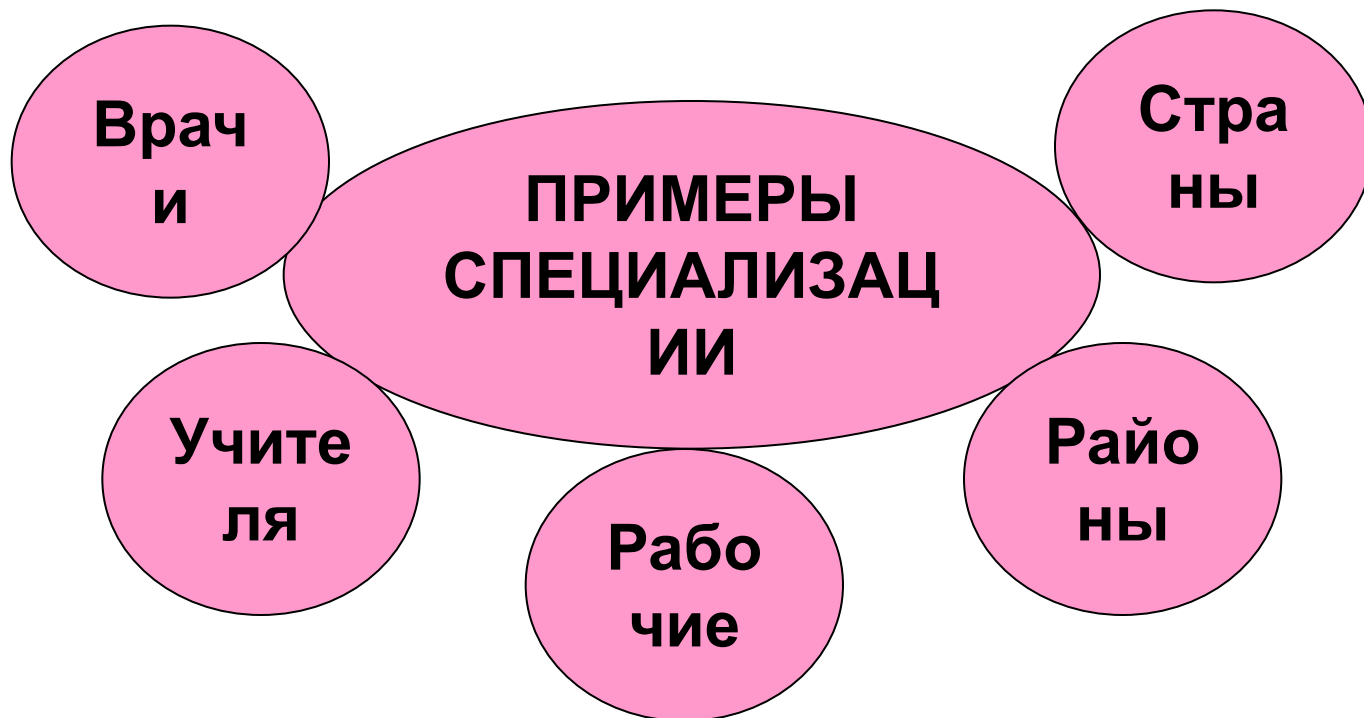 Врач
и
Стра
ны
ПРИМЕРЫ
СПЕЦИАЛИЗАЦ
ИИ
Учите
ля
Райо
ны
Рабо
чие